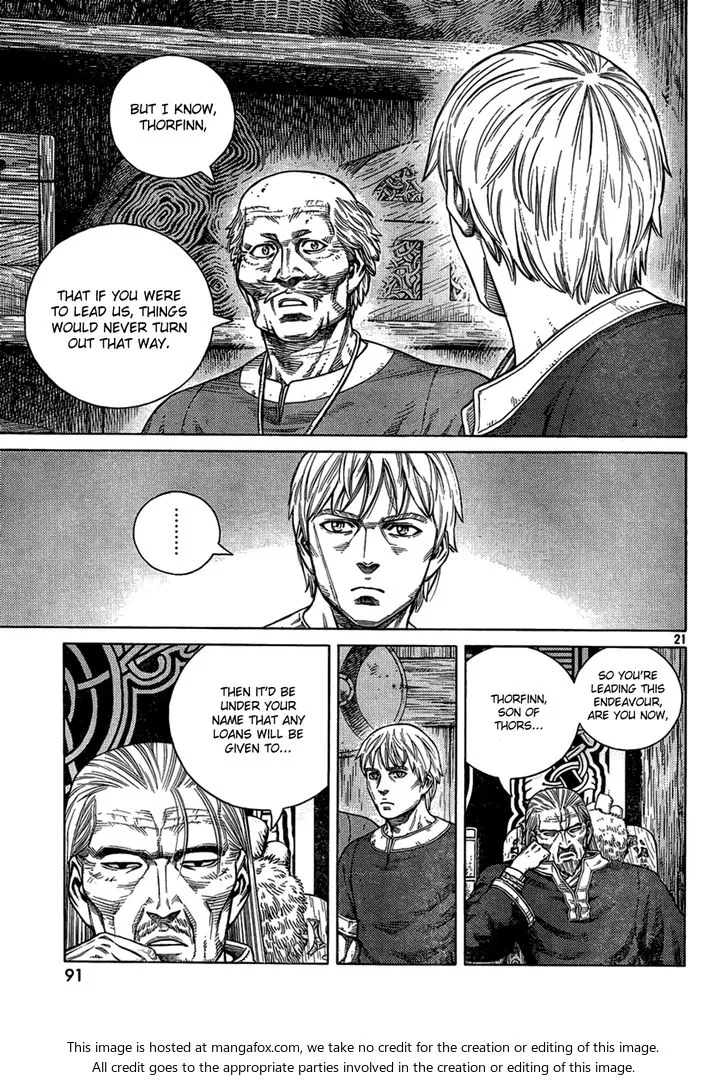 BUT I KNOW,
THORFINN,
THAT IF YOU WERE
TO LEAD US, THINGS
WOULD NEVER TURN
OUT THAT WAY.
.........
21
SO YOU'RE
LEADING THIS
ENDEAVOUR,
ARE YOU NOW,
THORFINN,
SON OF
THORS...
THEN IT'D BE
UNDER YOUR
NAME THAT ANY
LOANS WILL BE
GIVEN TO...
91
This image is hosted at mangafox.com, we take no credit for the creation or editing of this image.
All credit goes to the appropriate parties involved in the creation or editing of this image.